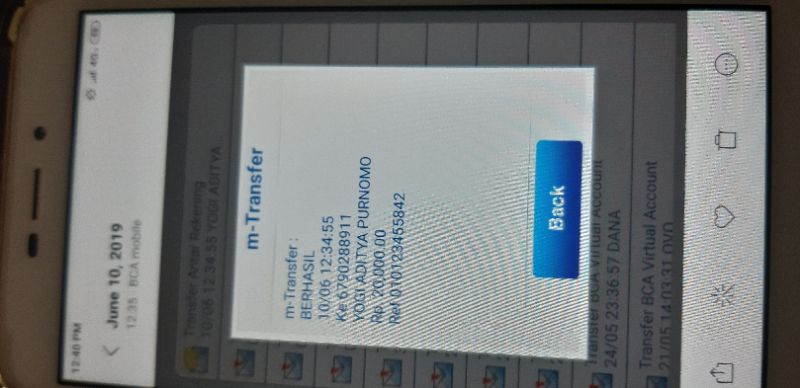 12:40 PM
4G
June 10, 2019
12.35 BCA mobile
Transfer Antar Rekening
10/06 12:34:55 YOGI ADITYA
m-Transfer
m-Transfer :
BERHASIL
10/06 12:34:55
Ke 6790288911
YOGI ADITYA PURNOMO
Rp. 20,000.00
Ref 070123455842
Back
Transfer BCA Virtual Account
24/05 23:36:57 DANA
Transfer BCA Virtual Account
21/05 14:03:31 OVO